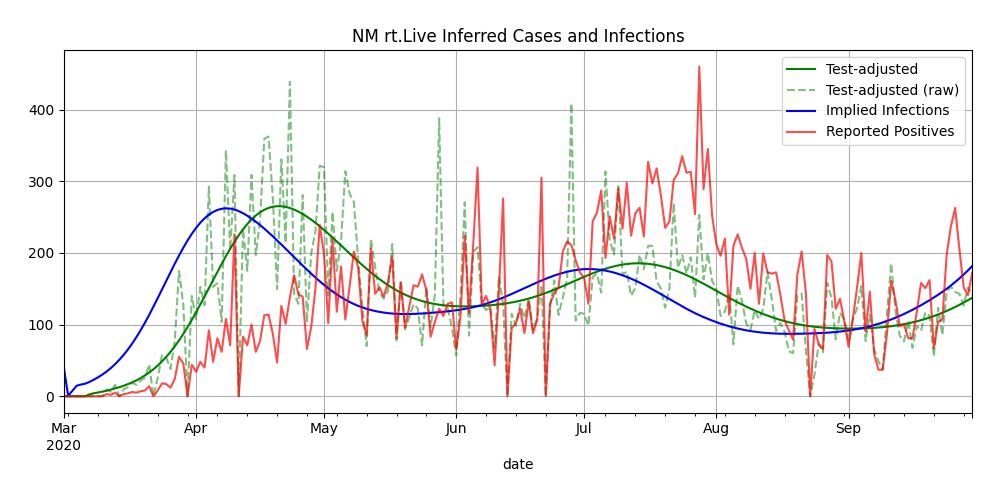 NM rt.Live Inferred Cases and Infections
Test-adjusted
Test-adjusted (raw)
Implied Infections
Reported Positives
400
300
200
100
0
Mar Apr May Jun Jul Aug Sep
2020
date